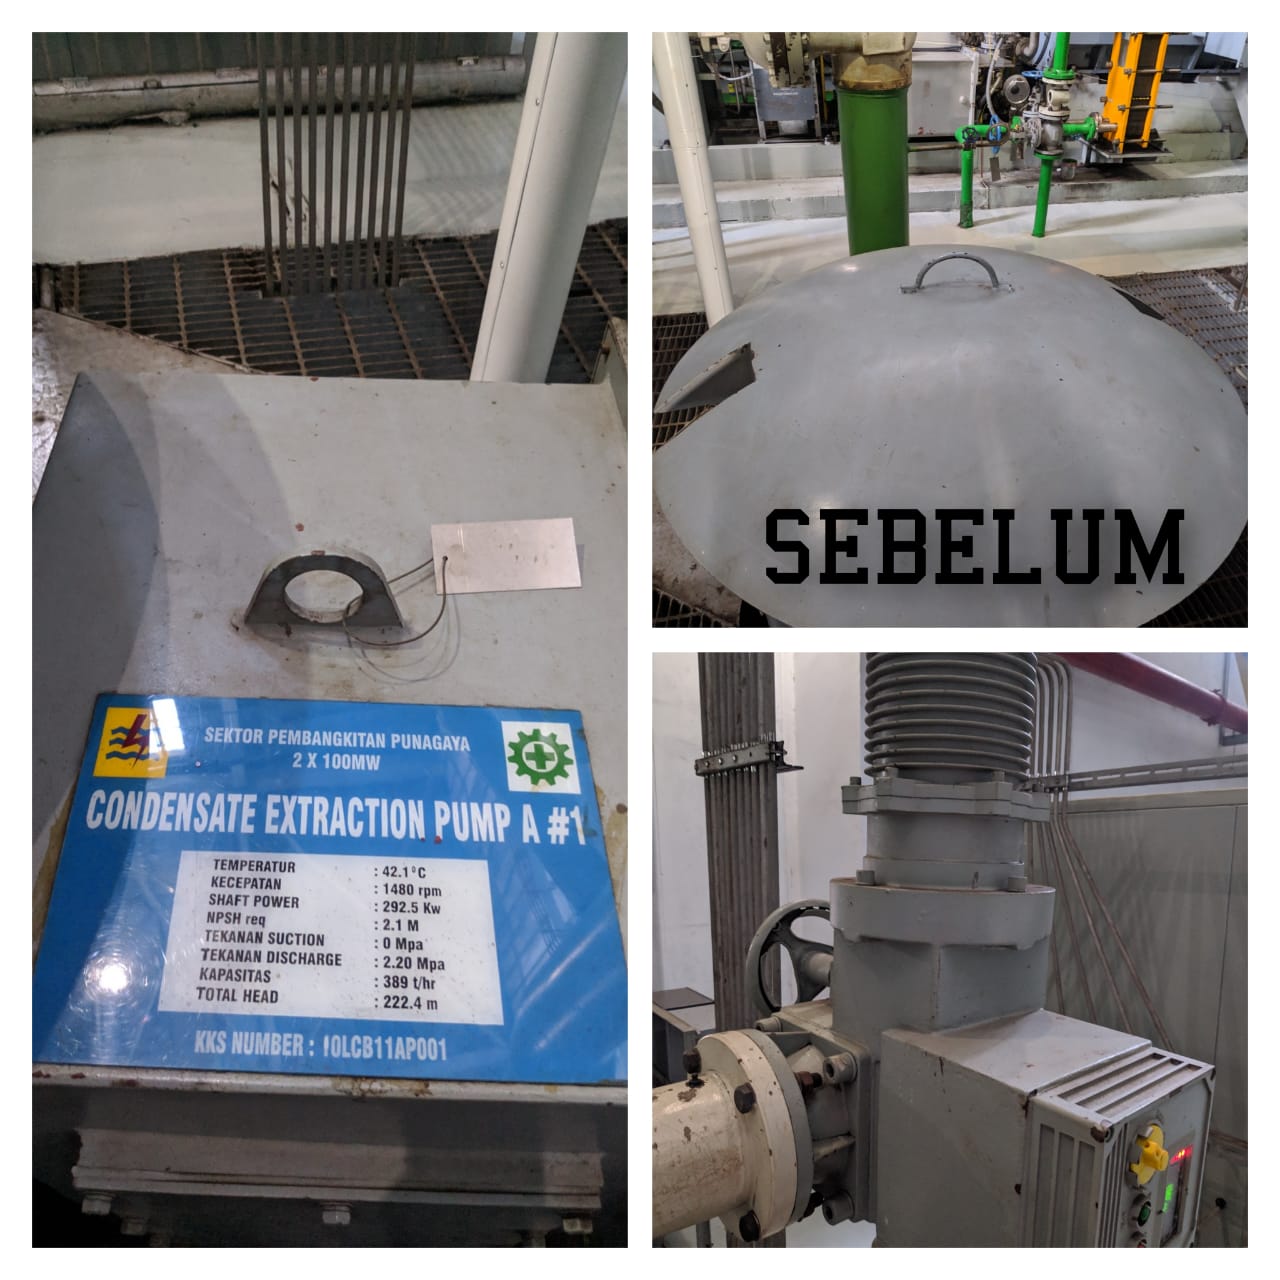 SEKTOR PEMBANGKITAN PUNAGAYA
2 X 100MW
CONDENSATE EXTRACTION PUMP A #1
TEMPERATUR : 42.1°C
KECEPATAN : 1480 rpm
SHAFT POWER : 292.5 Kw
NPSH req : 2.1 M
TEKANAN SUCTION : 0 Mpa
TEKANAN DISCHARGE : 2.20 Mpa
KAPASITAS : 389 t/hr
TOTAL HEAD : 222.4 m
KKS NUMBER : 10LCB11AP001
SEBELUM